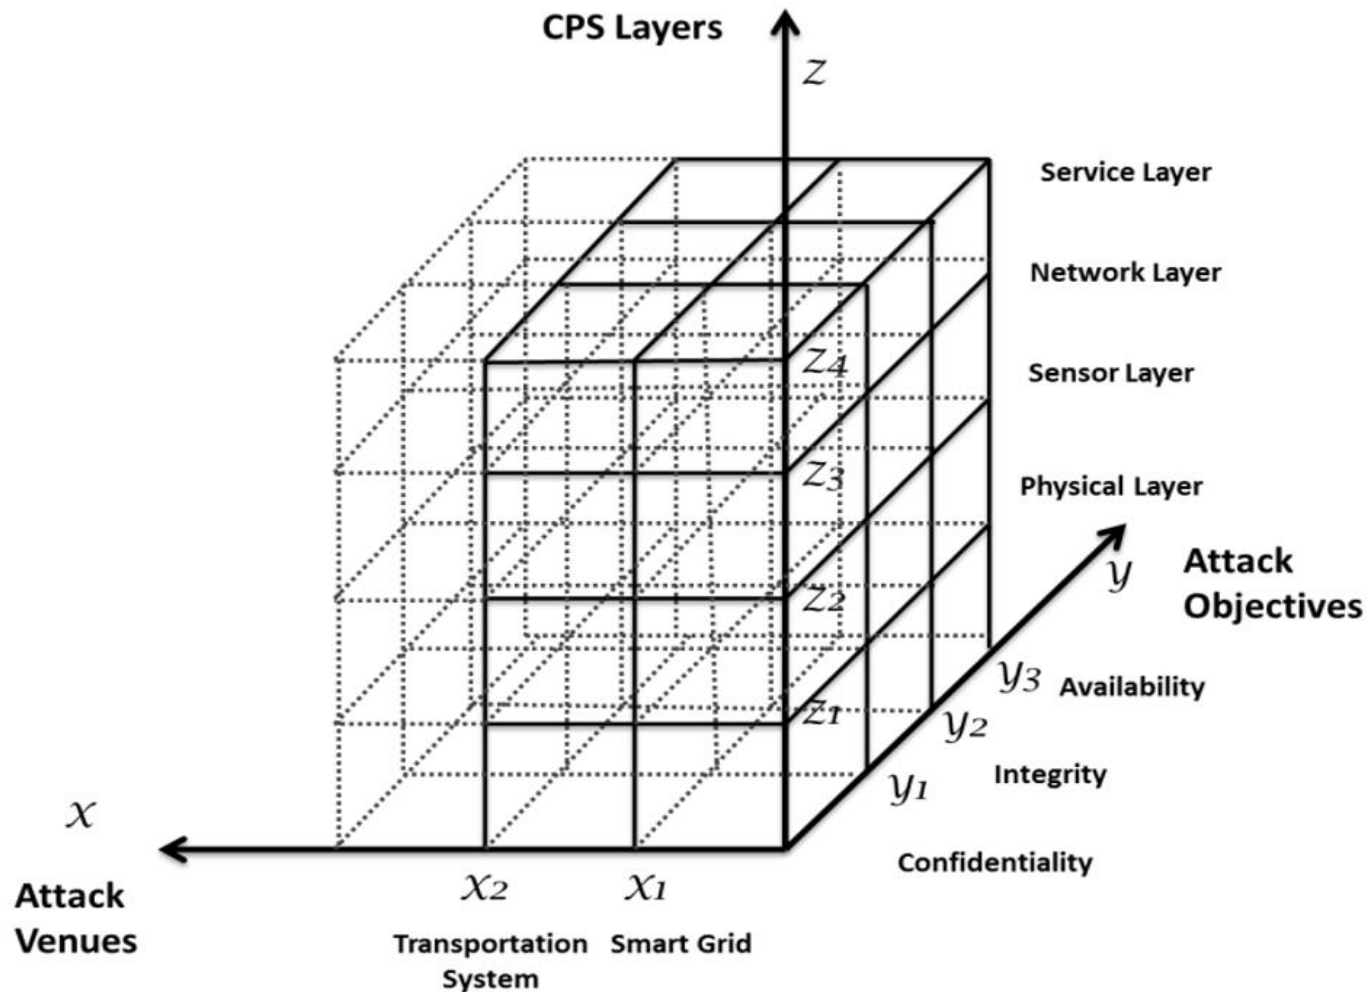 CPS Layers
z
Service Layer
Network Layer
z4
Sensor Layer
z3
Physical Layer
y
Attack
Objectives
z2
y3 Availability
z1
y2
Integrity
y1
x
Confidentiality
Attack
Venues
x2
x1
Transportation
System
Smart Grid